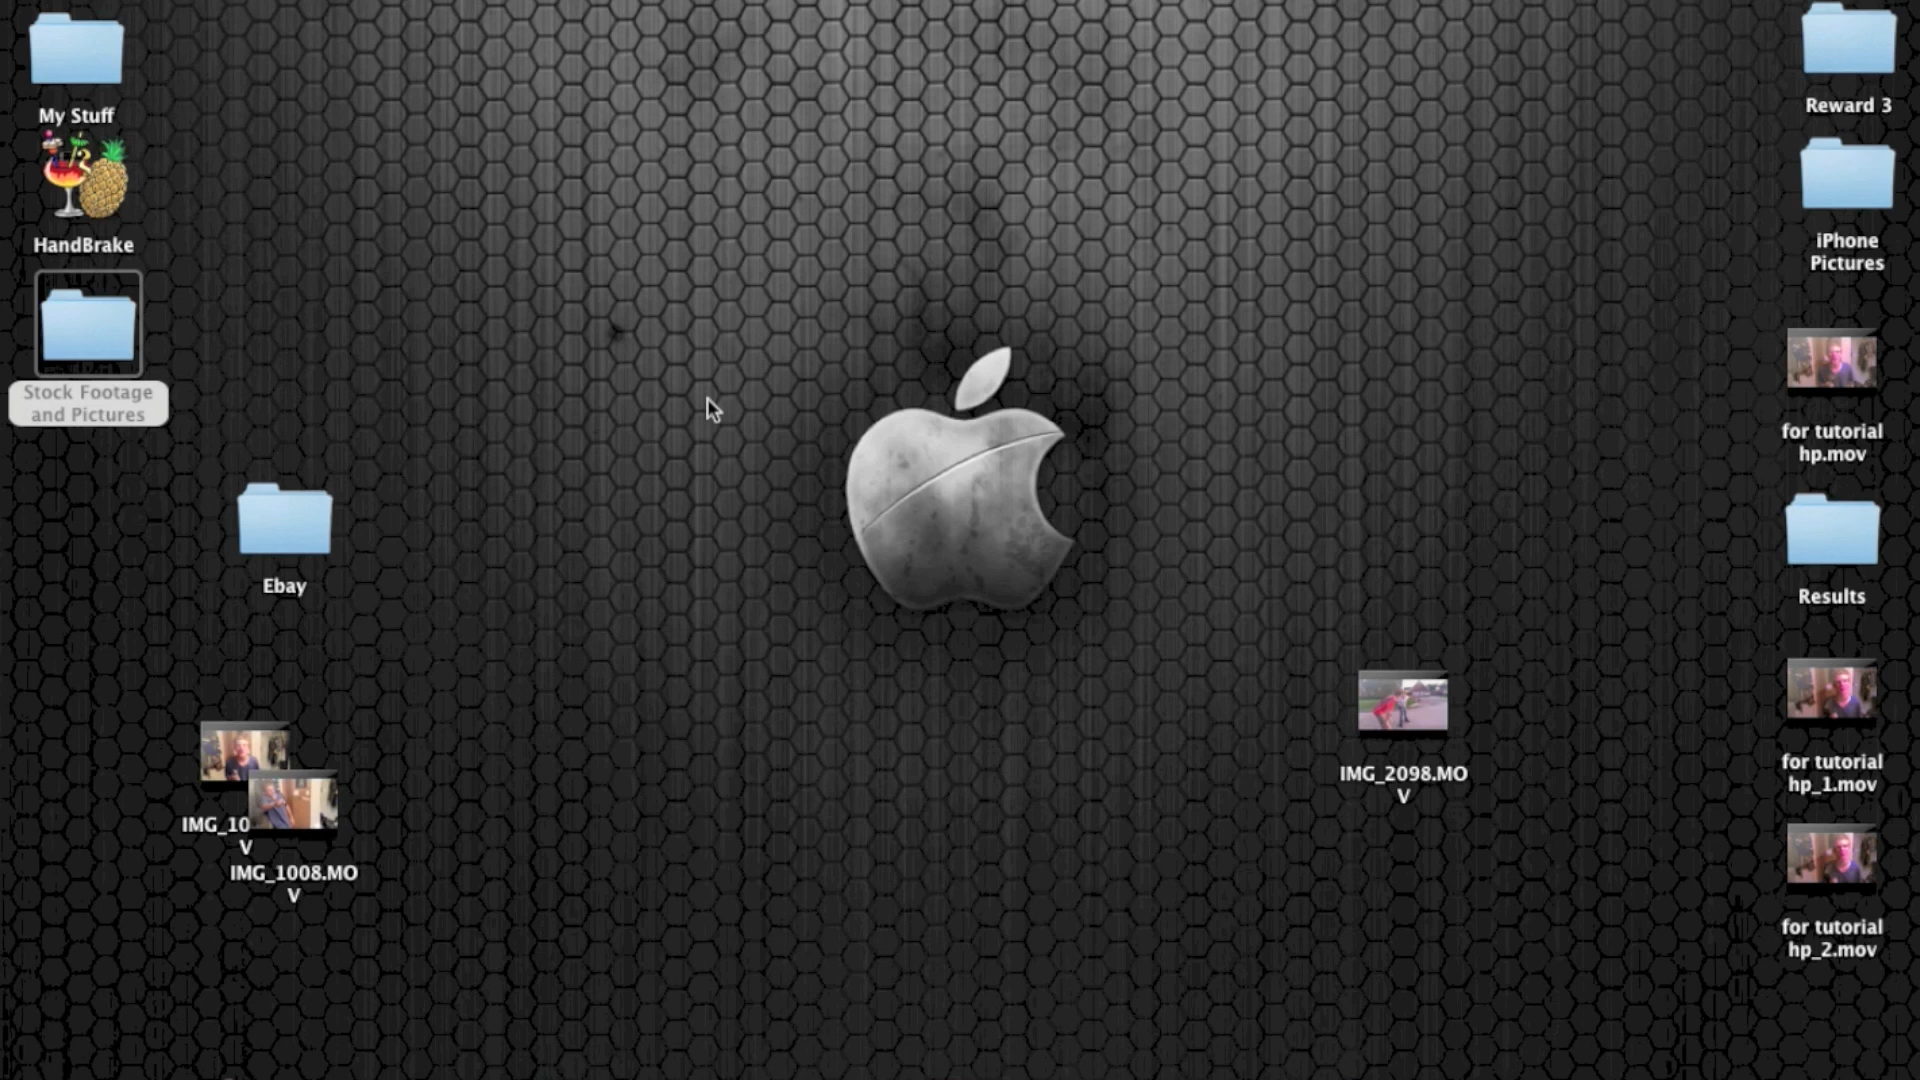 My Stuff
HandBrake
Stock Footage
and Pictures
Ebay
IMG_10
V
IMG_1008.MO
V
IMG_2098.MO
V
Reward 3
iPhone
Pictures
for tutorial
hp.mov
Results
for tutorial
hp_1.mov
for tutorial
hp_2.mov